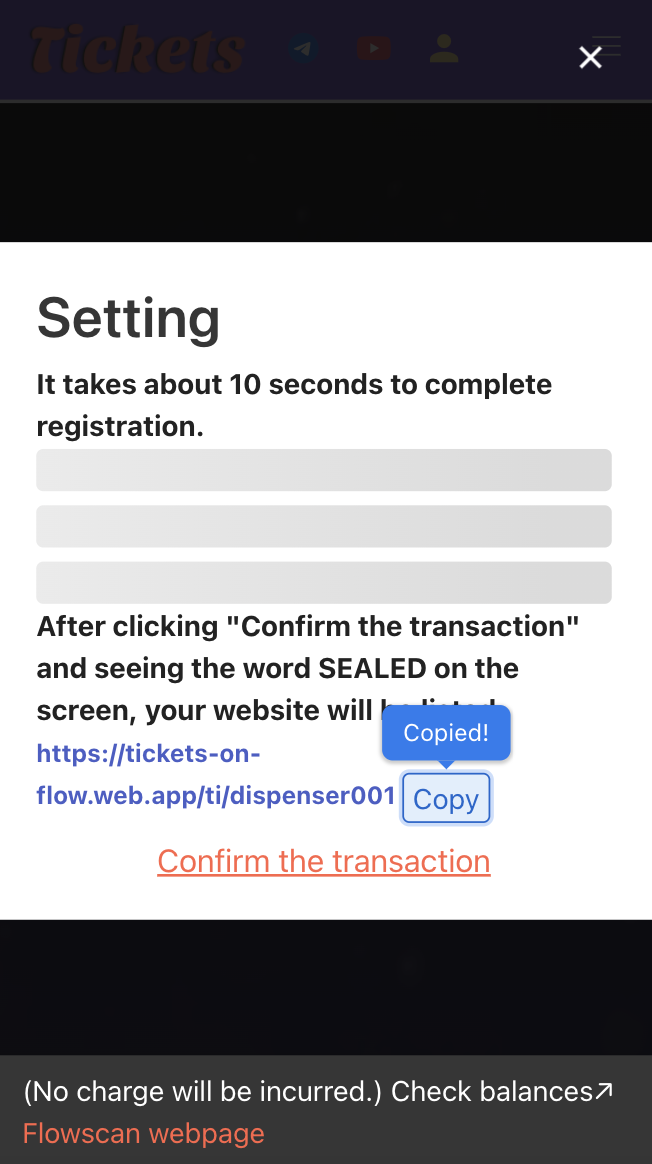 Tickets
Setting
It takes about 10 seconds to complete
registration.
After clicking "Confirm the transaction"
and seeing the word SEALED on the
screen, your website will be listed
Copied!
https://tickets-on-
flow.web.app/ti/dispenser001
Copy
Confirm the transaction
(No charge will be incurred.) Check balances↗
Flowscan webpage